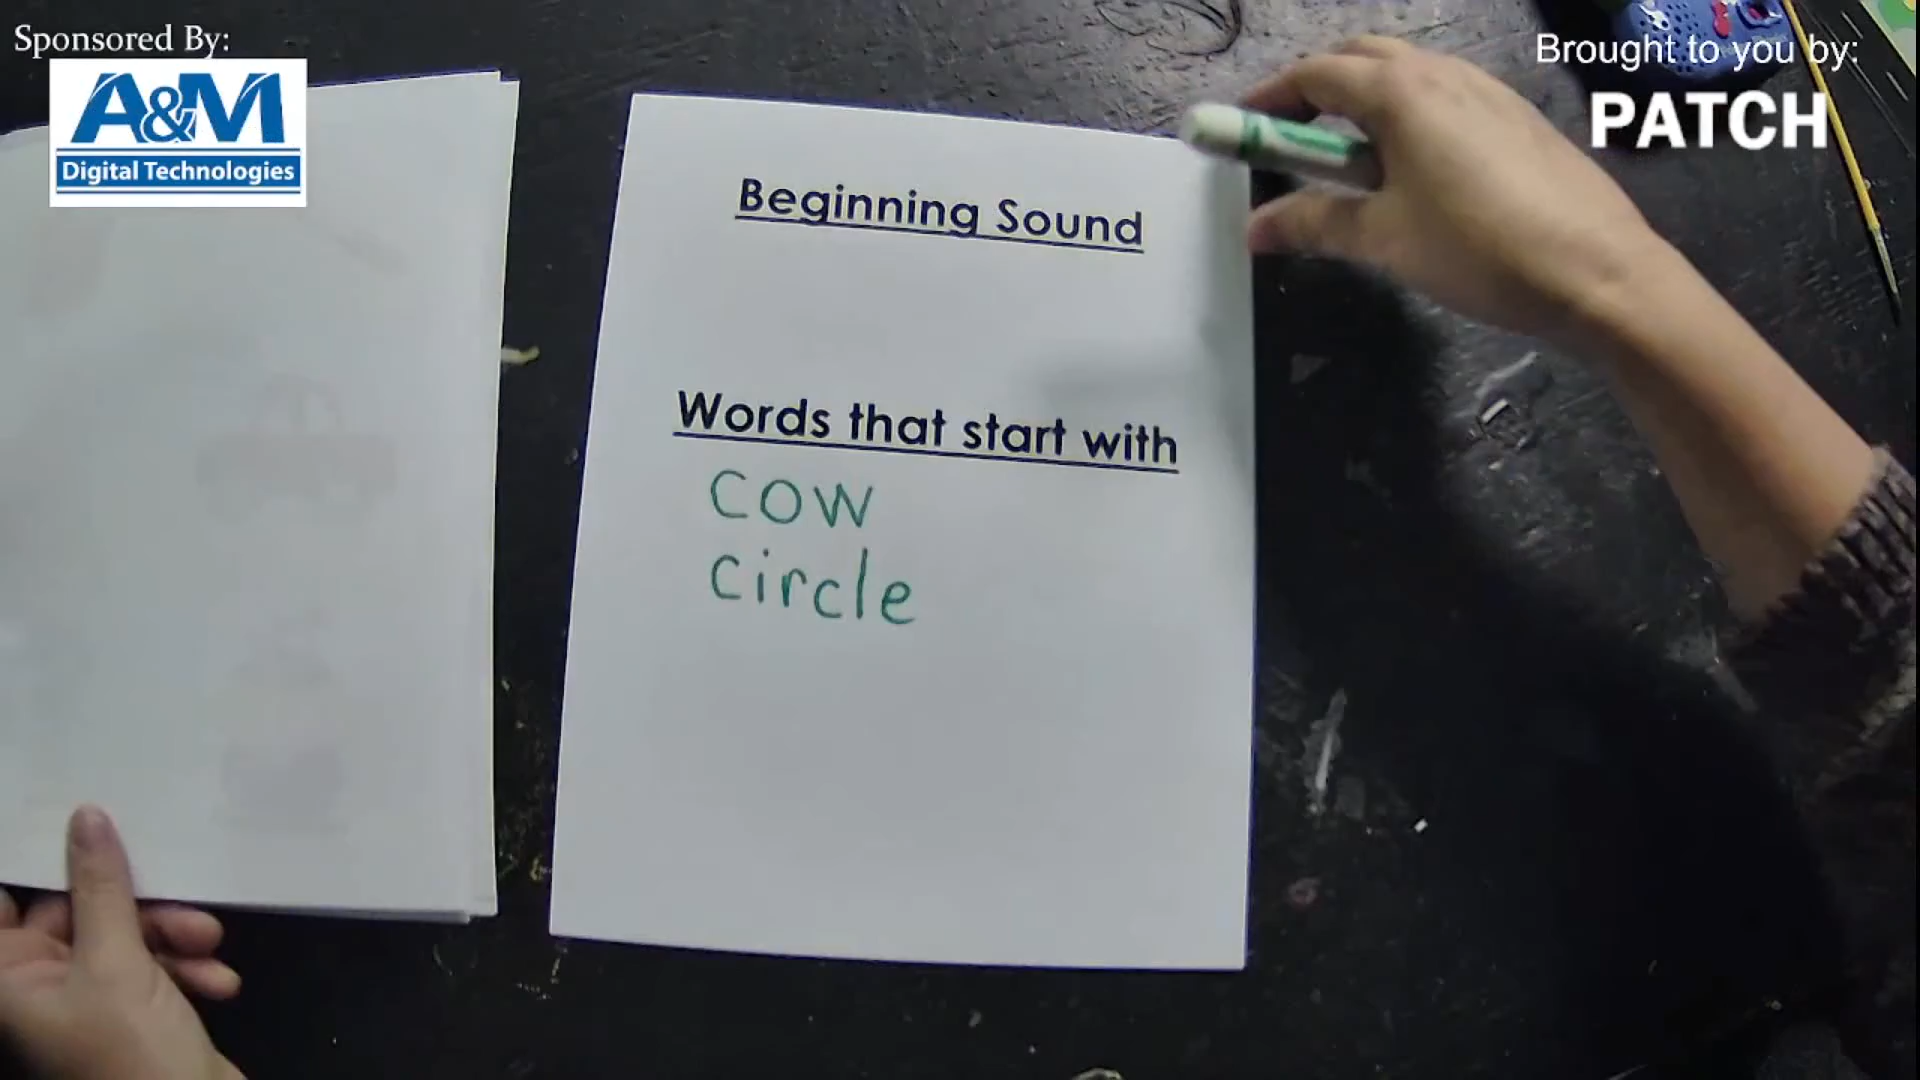 Sponsored By:
A&M
Digital Technologies
Brought to you by:
PATCH
Beginning Sound
Words that start with
cow
circle